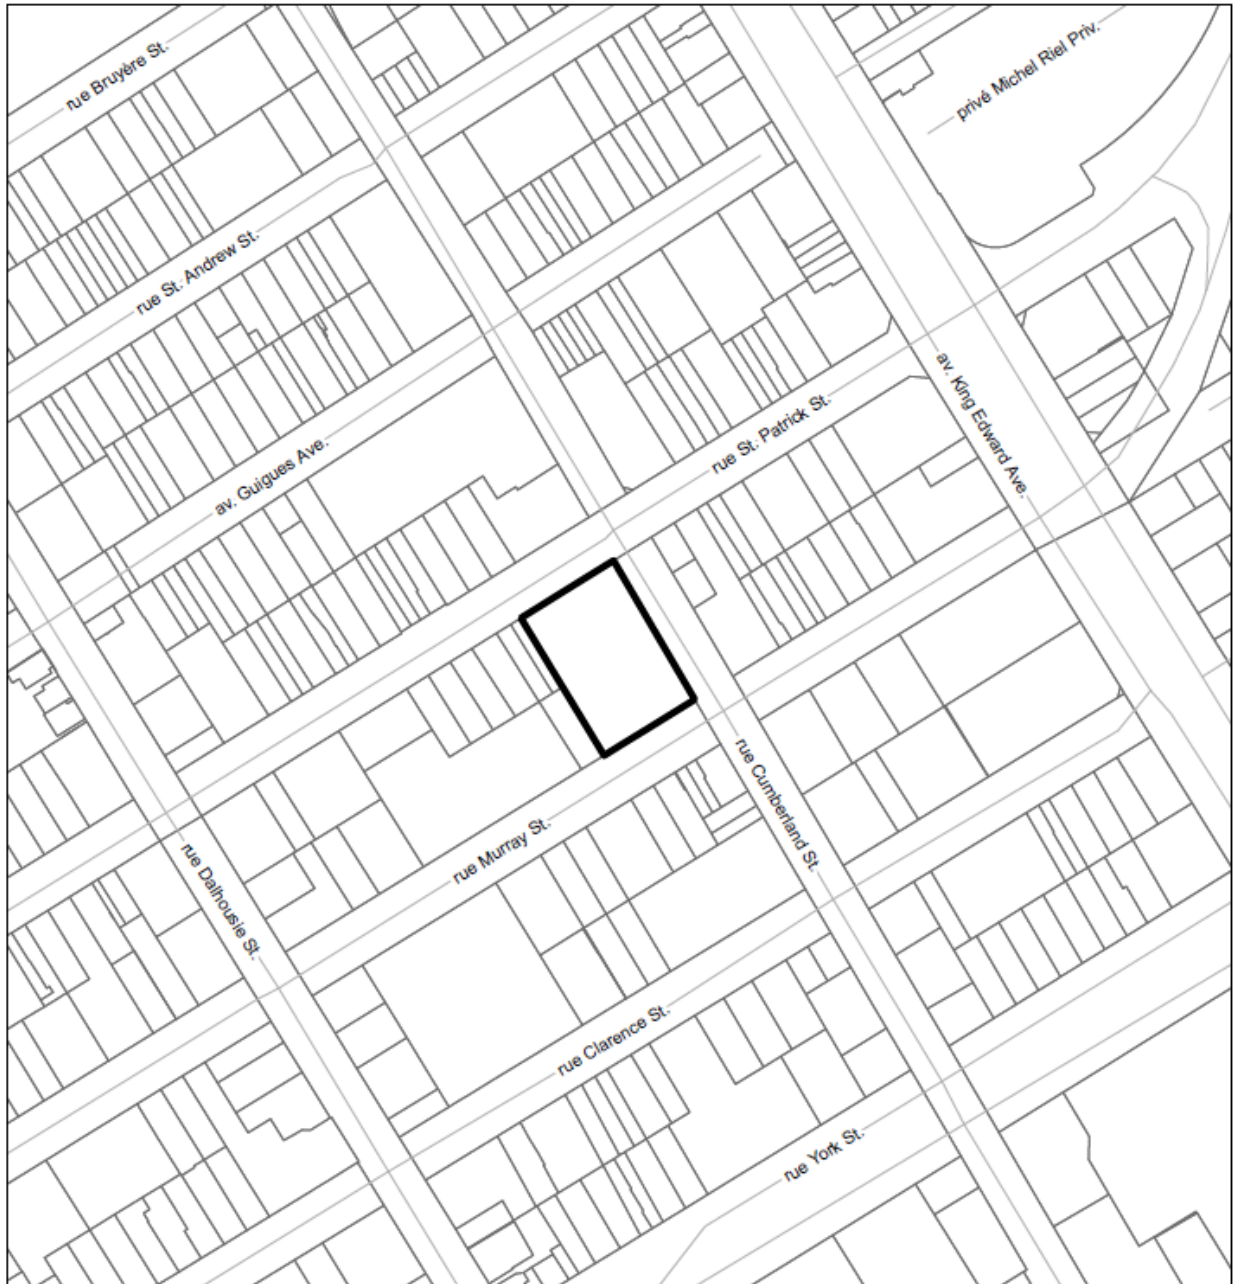 rue Bruyère St.
privé Michel Riel Priv.
rue St. Andrew St.
av. King Edward Ave.
rue St. Patrick St.
av. Guigues Ave.
rue Cumberland St.
rue Murray St.
rue Dalhousie St.
rue Clarence St.
rue York St.